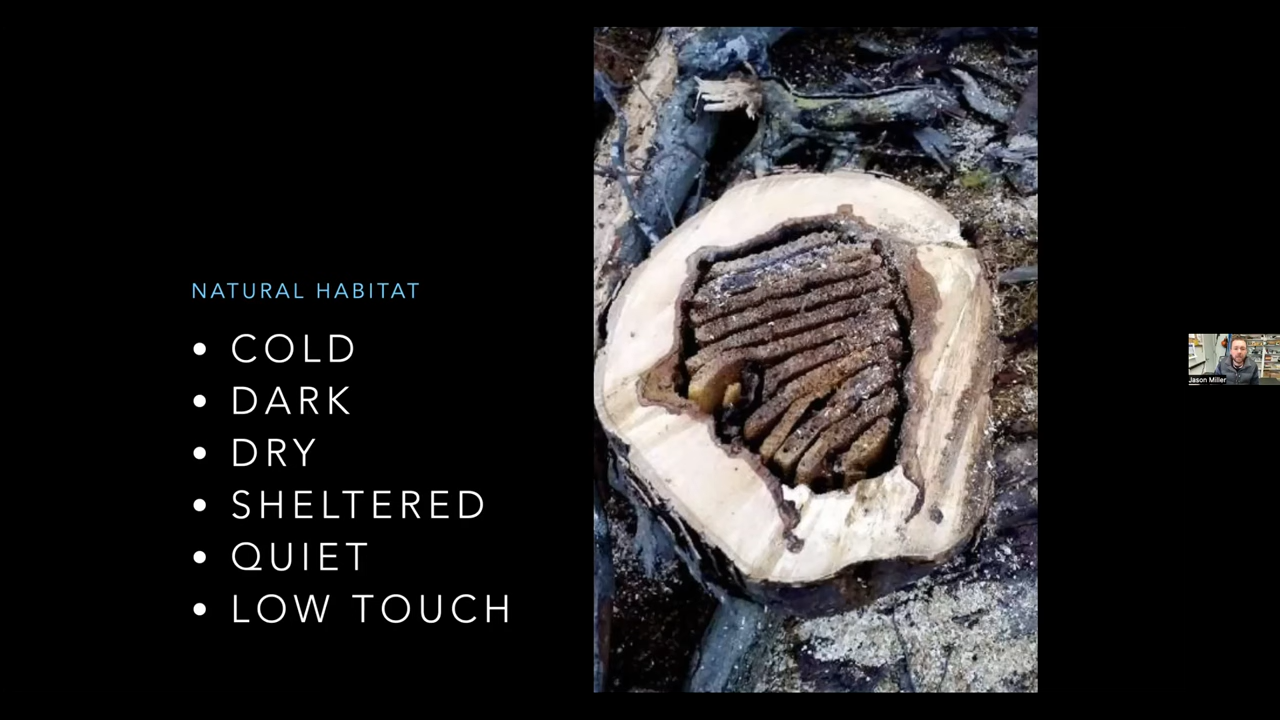 NATURAL HABITAT
• COLD
• DARK
• DRY
• SHELTERED
• QUIET
• LOW TOUCH
Jason Miller